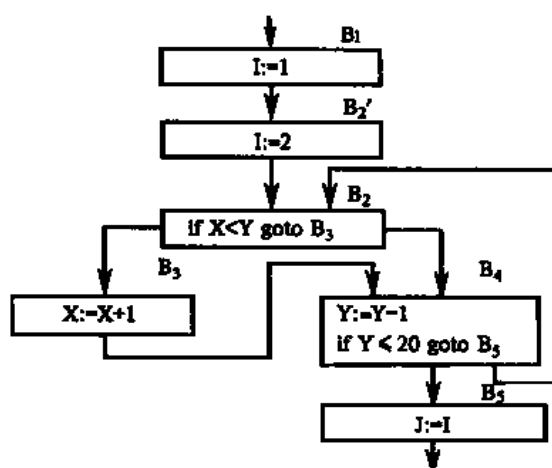 B1
I:=1
B2′
I:=2
B2
if X<Y goto B3
B3
B4
X:=X+1
Y:=Y−1
if Y⩽20 goto B5
B5
J:=I